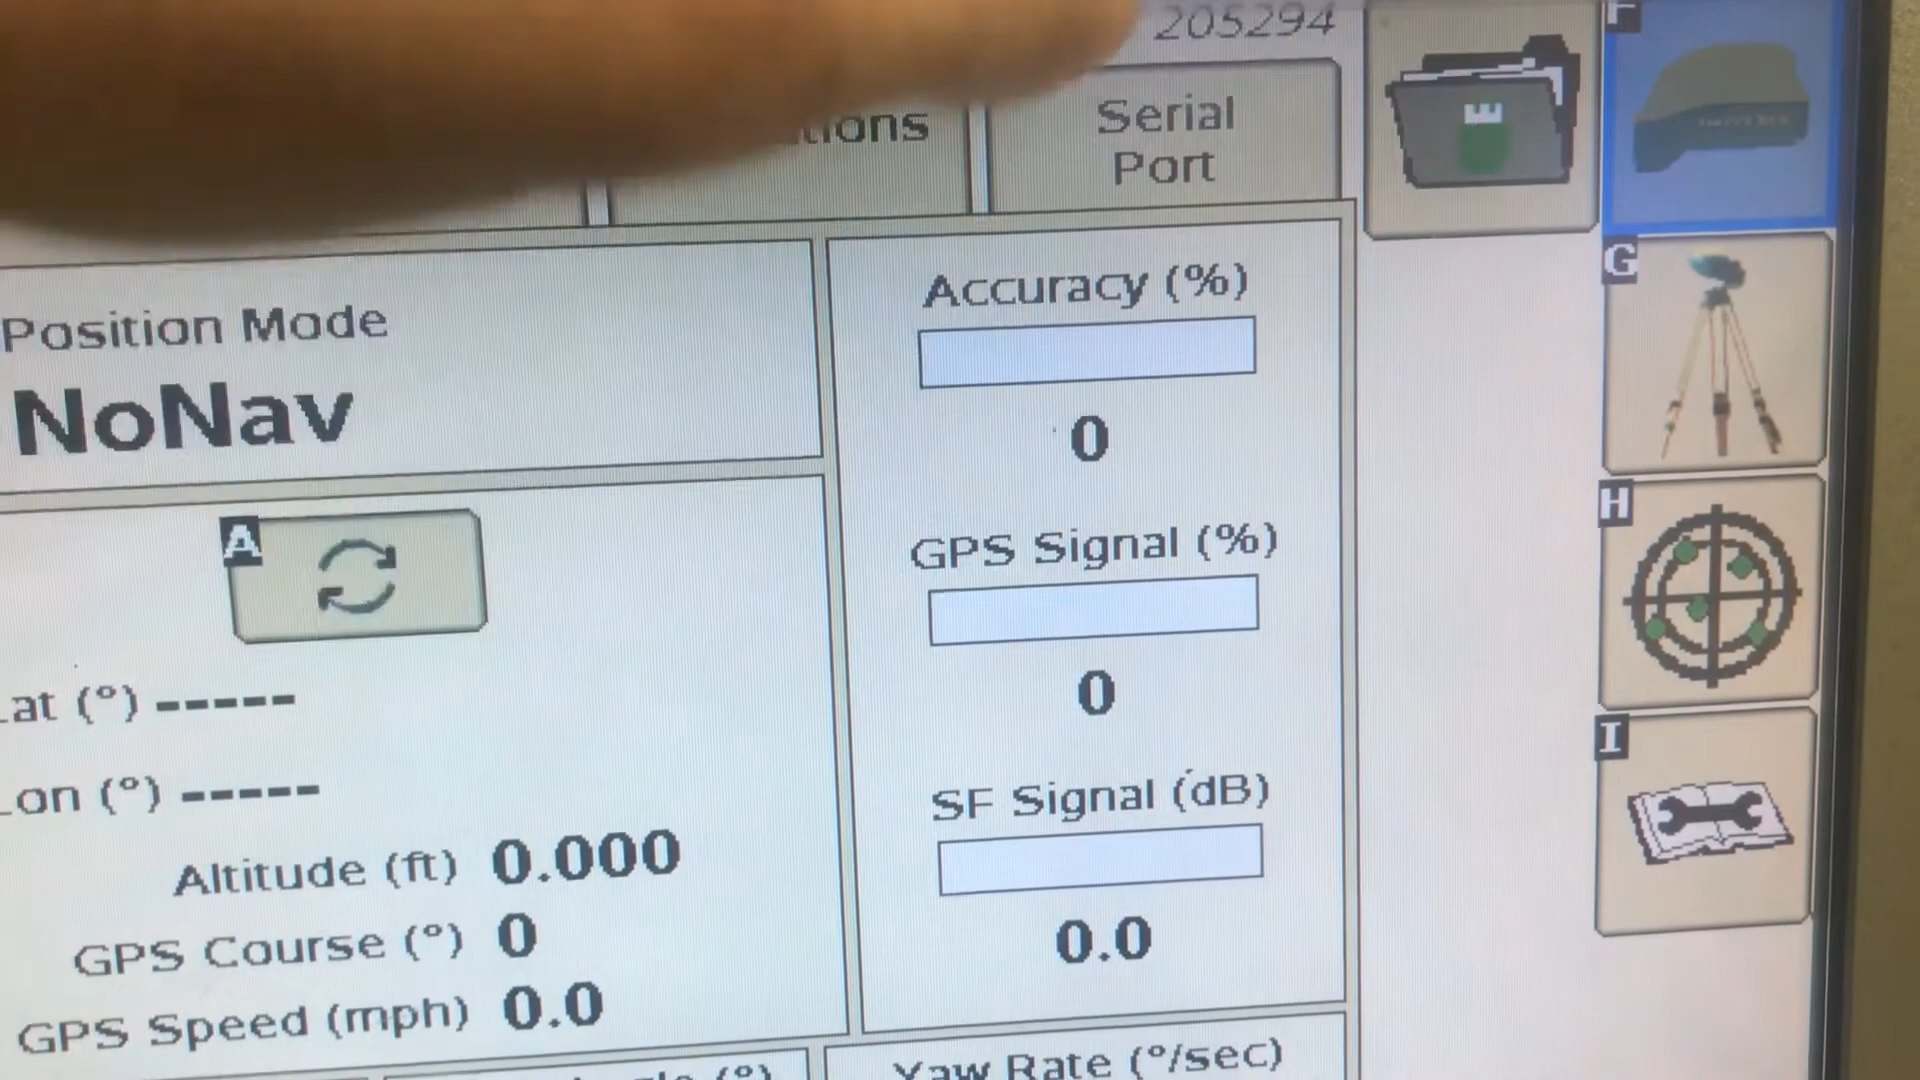 205294
Serial
Port
F
G
H
I
Position Mode
NoNav
A
Altitude (ft) 0.000
GPS Course (°) 0
GPS Speed (mph) 0.0
Accuracy (%)
0
GPS Signal (%)
0
SF Signal (dB)
0.0
Yaw Rate (°/sec)